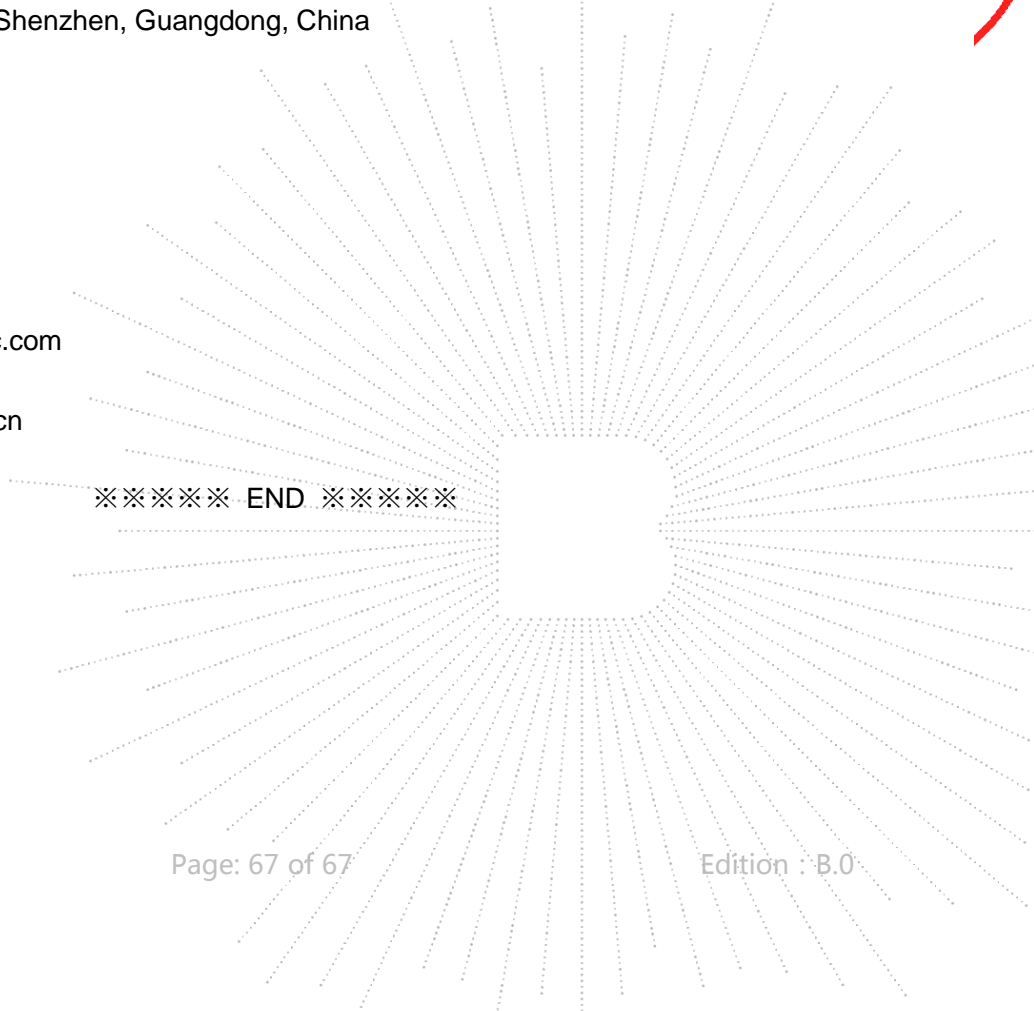 Shenzhen, Guangdong, China
c.com
cn
※※※※※ END ※※※※※
Page: 67 of 67 Edition : B.0